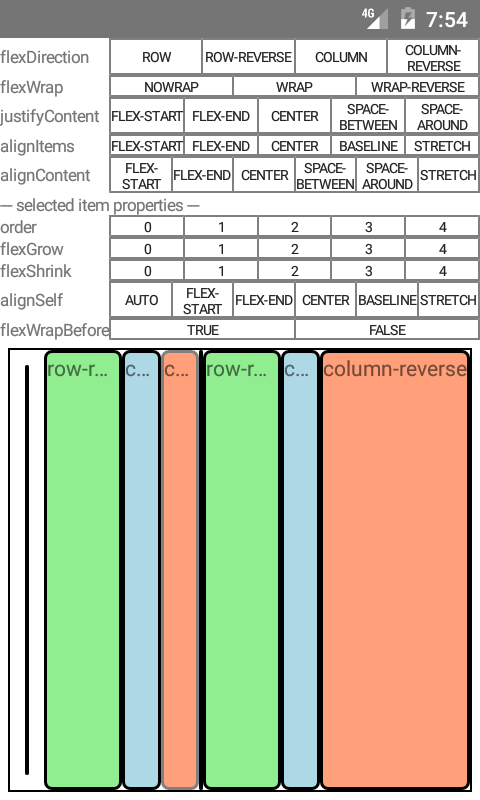 4G 7:54
flexDirection ROW ROW-REVERSE COLUMN COLUMN-
REVERSE
flexWrap NOWRAP WRAP WRAP-REVERSE
justifyContent FLEX-START FLEX-END CENTER SPACE-
BETWEEN SPACE-
AROUND
alignItems FLEX-START FLEX-END CENTER BASELINE STRETCH
alignContent FLEX-
START FLEX-END CENTER SPACE-
BETWEEN SPACE-
AROUND STRETCH
--- selected item properties ---
order 0 1 2 3 4
flexGrow 0 1 2 3 4
flexShrink 0 1 2 3 4
alignSelf AUTO FLEX-
START FLEX-END CENTER BASELINE STRETCH
flexWrapBefore TRUE FALSE
row-r... c... c... row-r... c... column-reverse